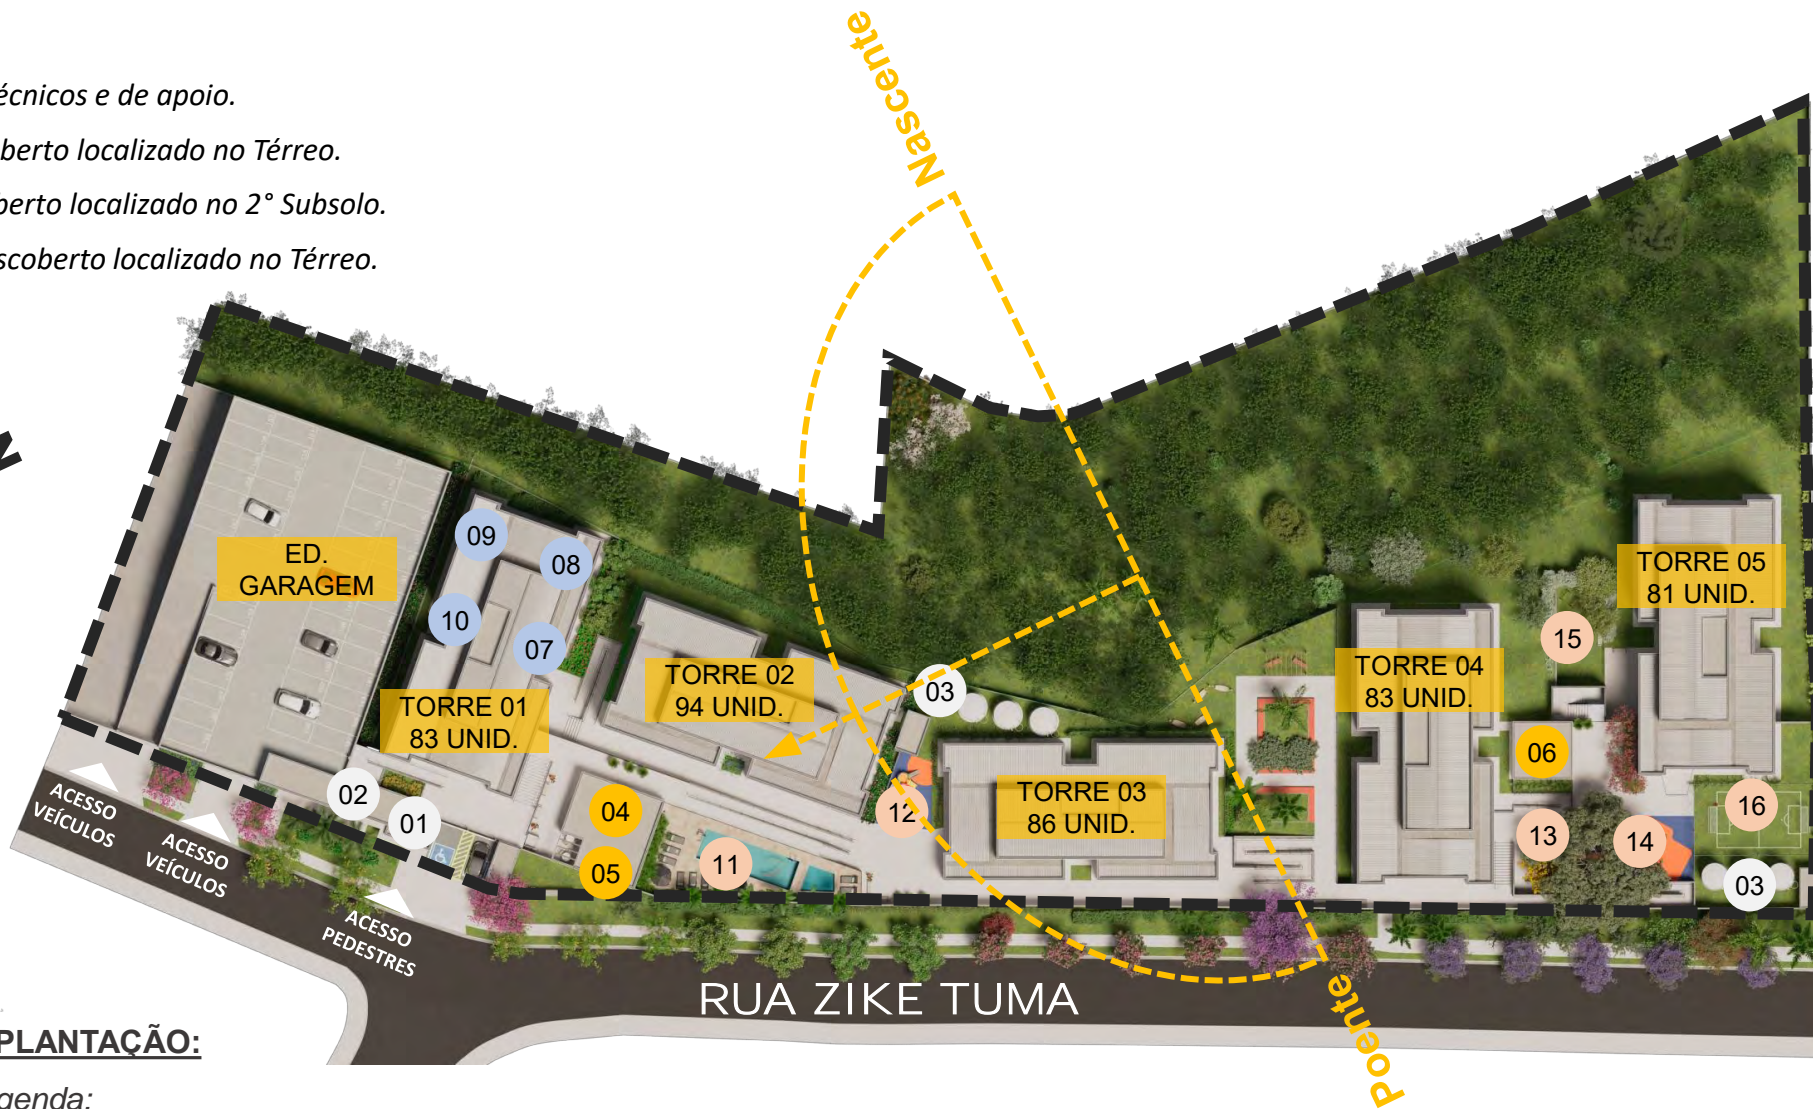 Nascente
écnicos e de apoio.
berto localizado no Térreo.
berto localizado no 2° Subsolo.
scoberto localizado no Térreo.
N
ED.
GARAGEM
09
08
10
07
TORRE 01
83 UNID.
TORRE 02
94 UNID.
03
TORRE 03
86 UNID.
TORRE 04
83 UNID.
TORRE 05
81 UNID.
15
06
16
13
14
03
12
04
05
11
02
01
ACESSO
VEÍCULOS
ACESSO
VEÍCULOS
ACESSO
PEDESTRES
RUA ZIKE TUMA
Poente
PLANTAÇÃO:
genda: